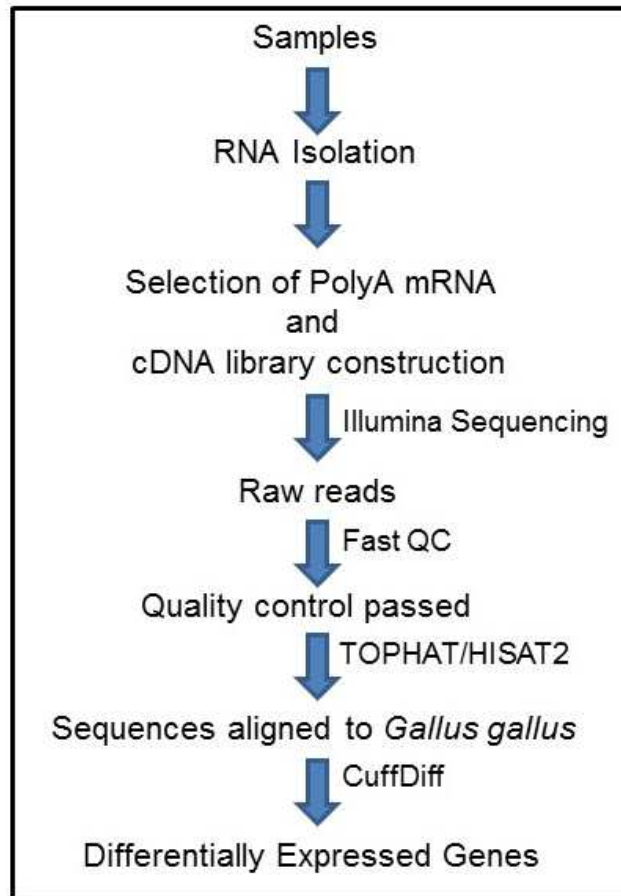 Samples
RNA Isolation
Selection of PolyA mRNA
and
cDNA library construction
Illumina Sequencing
Raw reads
Fast QC
Quality control passed
TOPHAT/HISAT2
Sequences aligned to Gallus gallus
CuffDiff
Differentially Expressed Genes